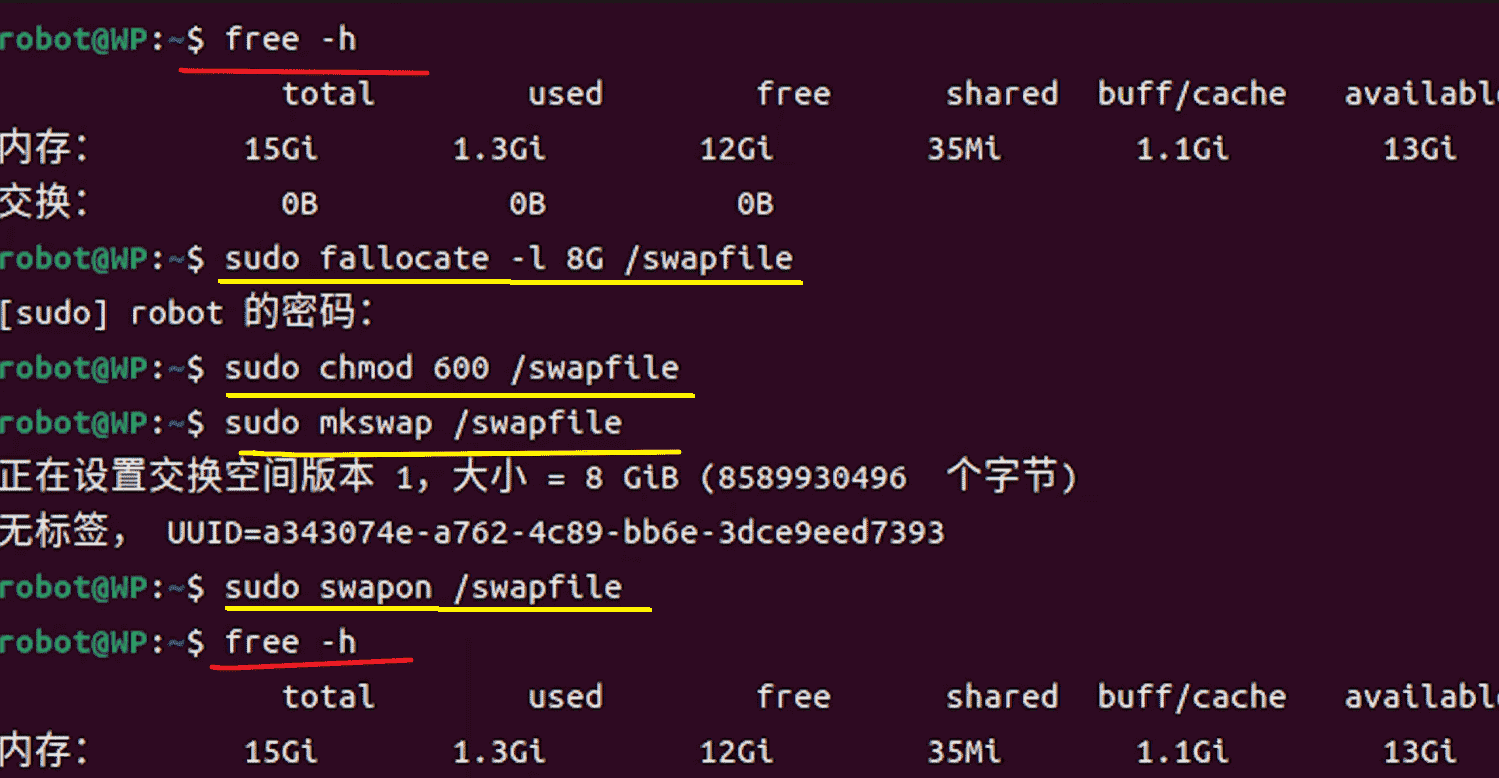 robot@WP:~$ free -h
total used free shared buff/cache available
内存： 15Gi 1.3Gi 12Gi 35Mi 1.1Gi 13Gi
交换： 0B 0B 0B
robot@WP:~$ sudo fallocate -l 8G /swapfile
[sudo] robot 的密码：
robot@WP:~$ sudo chmod 600 /swapfile
robot@WP:~$ sudo mkswap /swapfile
正在设置交换空间版本 1，大小 = 8 GiB (8589930496 个字节)
无标签， UUID=a343074e-a762-4c89-bb6e-3dce9eed7393
robot@WP:~$ sudo swapon /swapfile
robot@WP:~$ free -h
total used free shared buff/cache available
内存： 15Gi 1.3Gi 12Gi 35Mi 1.1Gi 13Gi